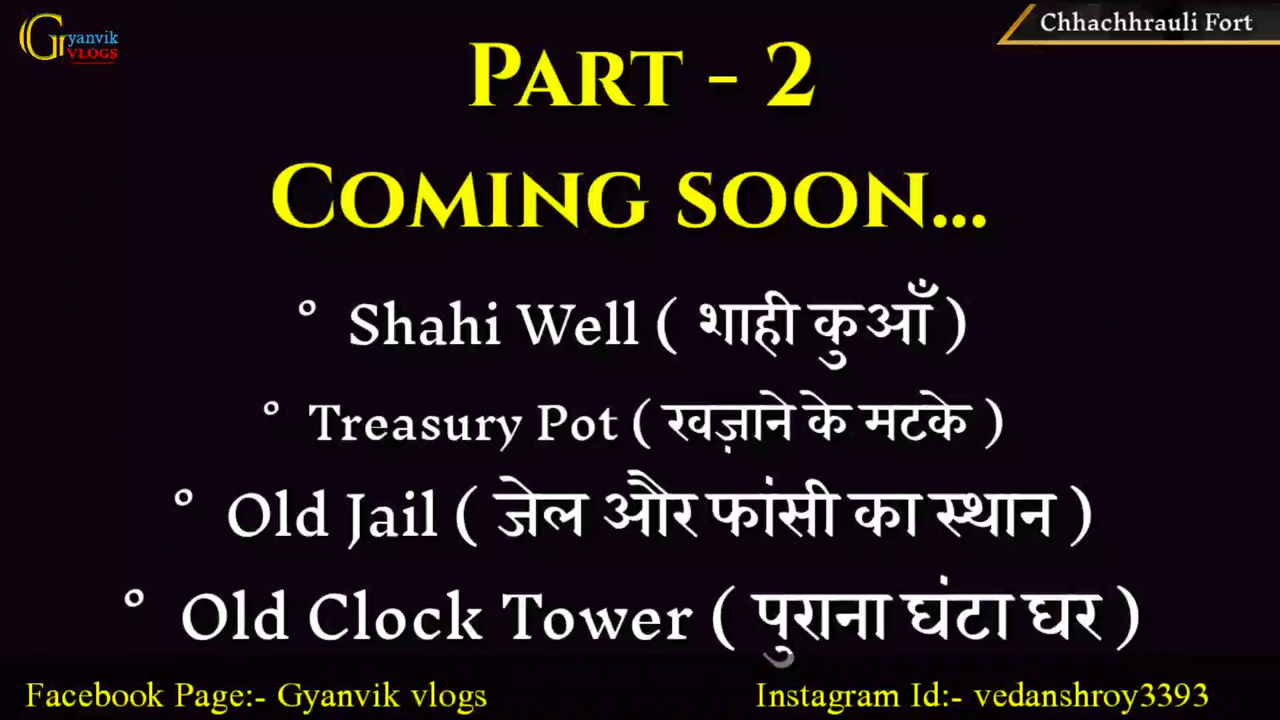 Gyanvik VLOGS
Chhachhrauli Fort
PART - 2
COMING SOON...
° Shahi Well ( शाही कुआँ )
° Treasury Pot ( खज़ाने के मटके )
° Old Jail ( जेल और फांसी का स्थान )
° Old Clock Tower ( पुराना घंटा घर )
Facebook Page:- Gyanvik vlogs
Instagram Id:- vedanshroy3393